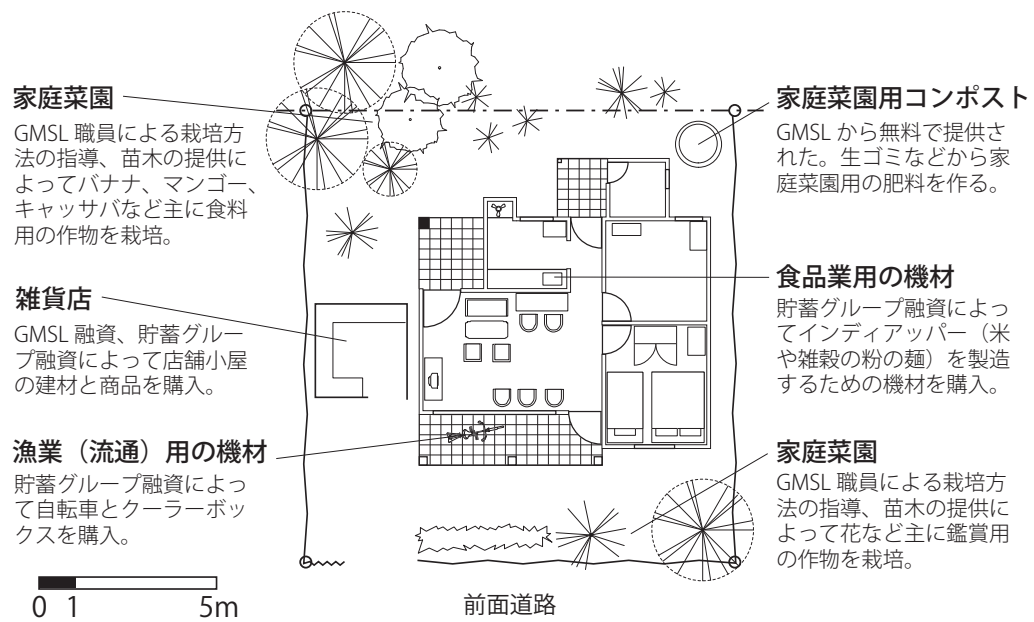 家庭菜園
GMSL 職員による栽培方
法の指導、苗木の提供に
よってバナナ、マンゴー、
キャッサバなど主に食料
用の作物を栽培。
雑貨店
GMSL 融資、貯蓄グルー
プ融資によって店舗小屋
の建材と商品を購入。
漁業（流通）用の機材
貯蓄グループ融資によっ
て自転車とクーラーボッ
クスを購入。
家庭菜園用コンポスト
GMSL から無料で提供さ
れた。生ゴミなどから家
庭菜園用の肥料を作る。
食品業用の機材
貯蓄グループ融資によっ
てインディアッパー（米
や雑穀の粉の麺）を製造
するための機材を購入。
家庭菜園
GMSL 職員による栽培方
法の指導、苗木の提供に
よって花など主に鑑賞用
の作物を栽培。
0 1 5m
前面道路